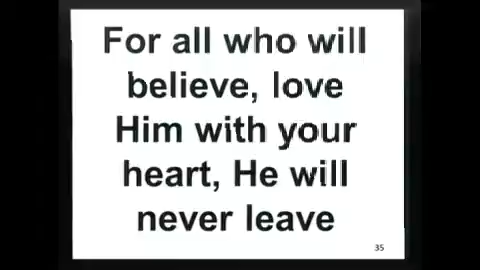 For all who will
believe, love
Him with your
heart, He will
never leave
35